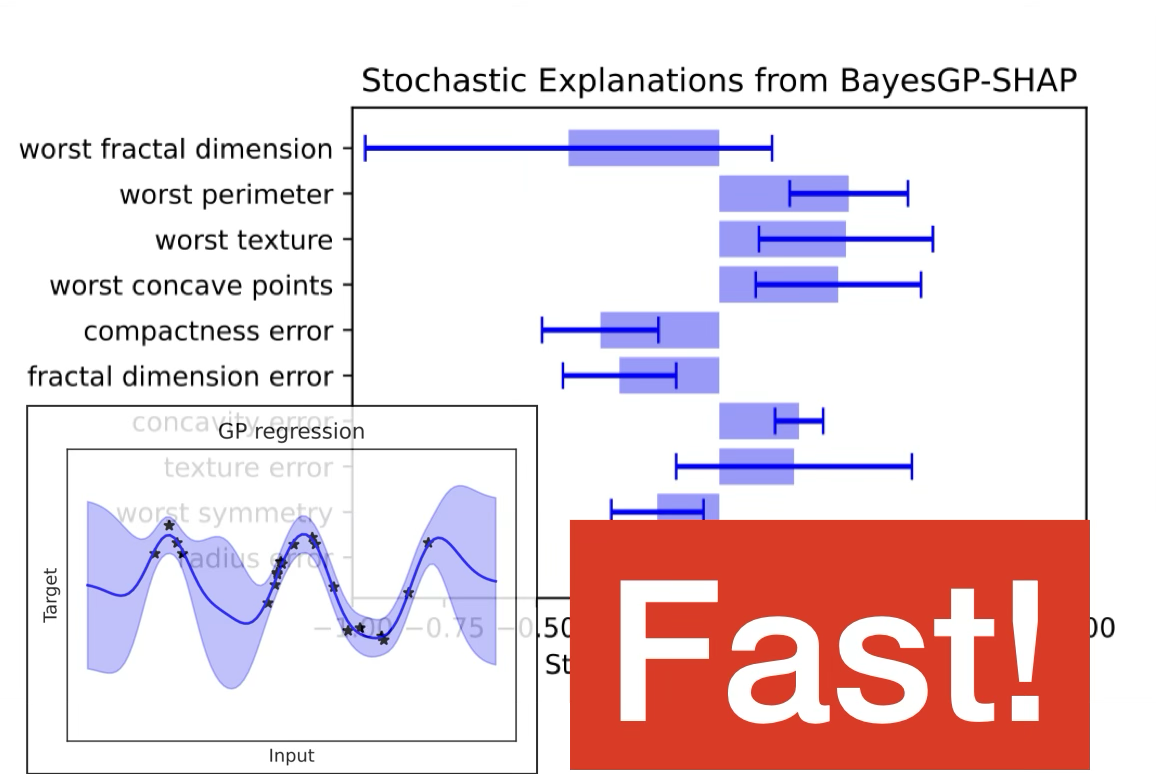 Stochastic Explanations from BayesGP-SHAP
worst fractal dimension
worst perimeter
worst texture
worst concave points
compactness error
fractal dimension error
concavity error
GP regression
texture error
worst symmetry
radius error
Target
−1.00 −0.75 −0.50
00
St
Input
Fast!